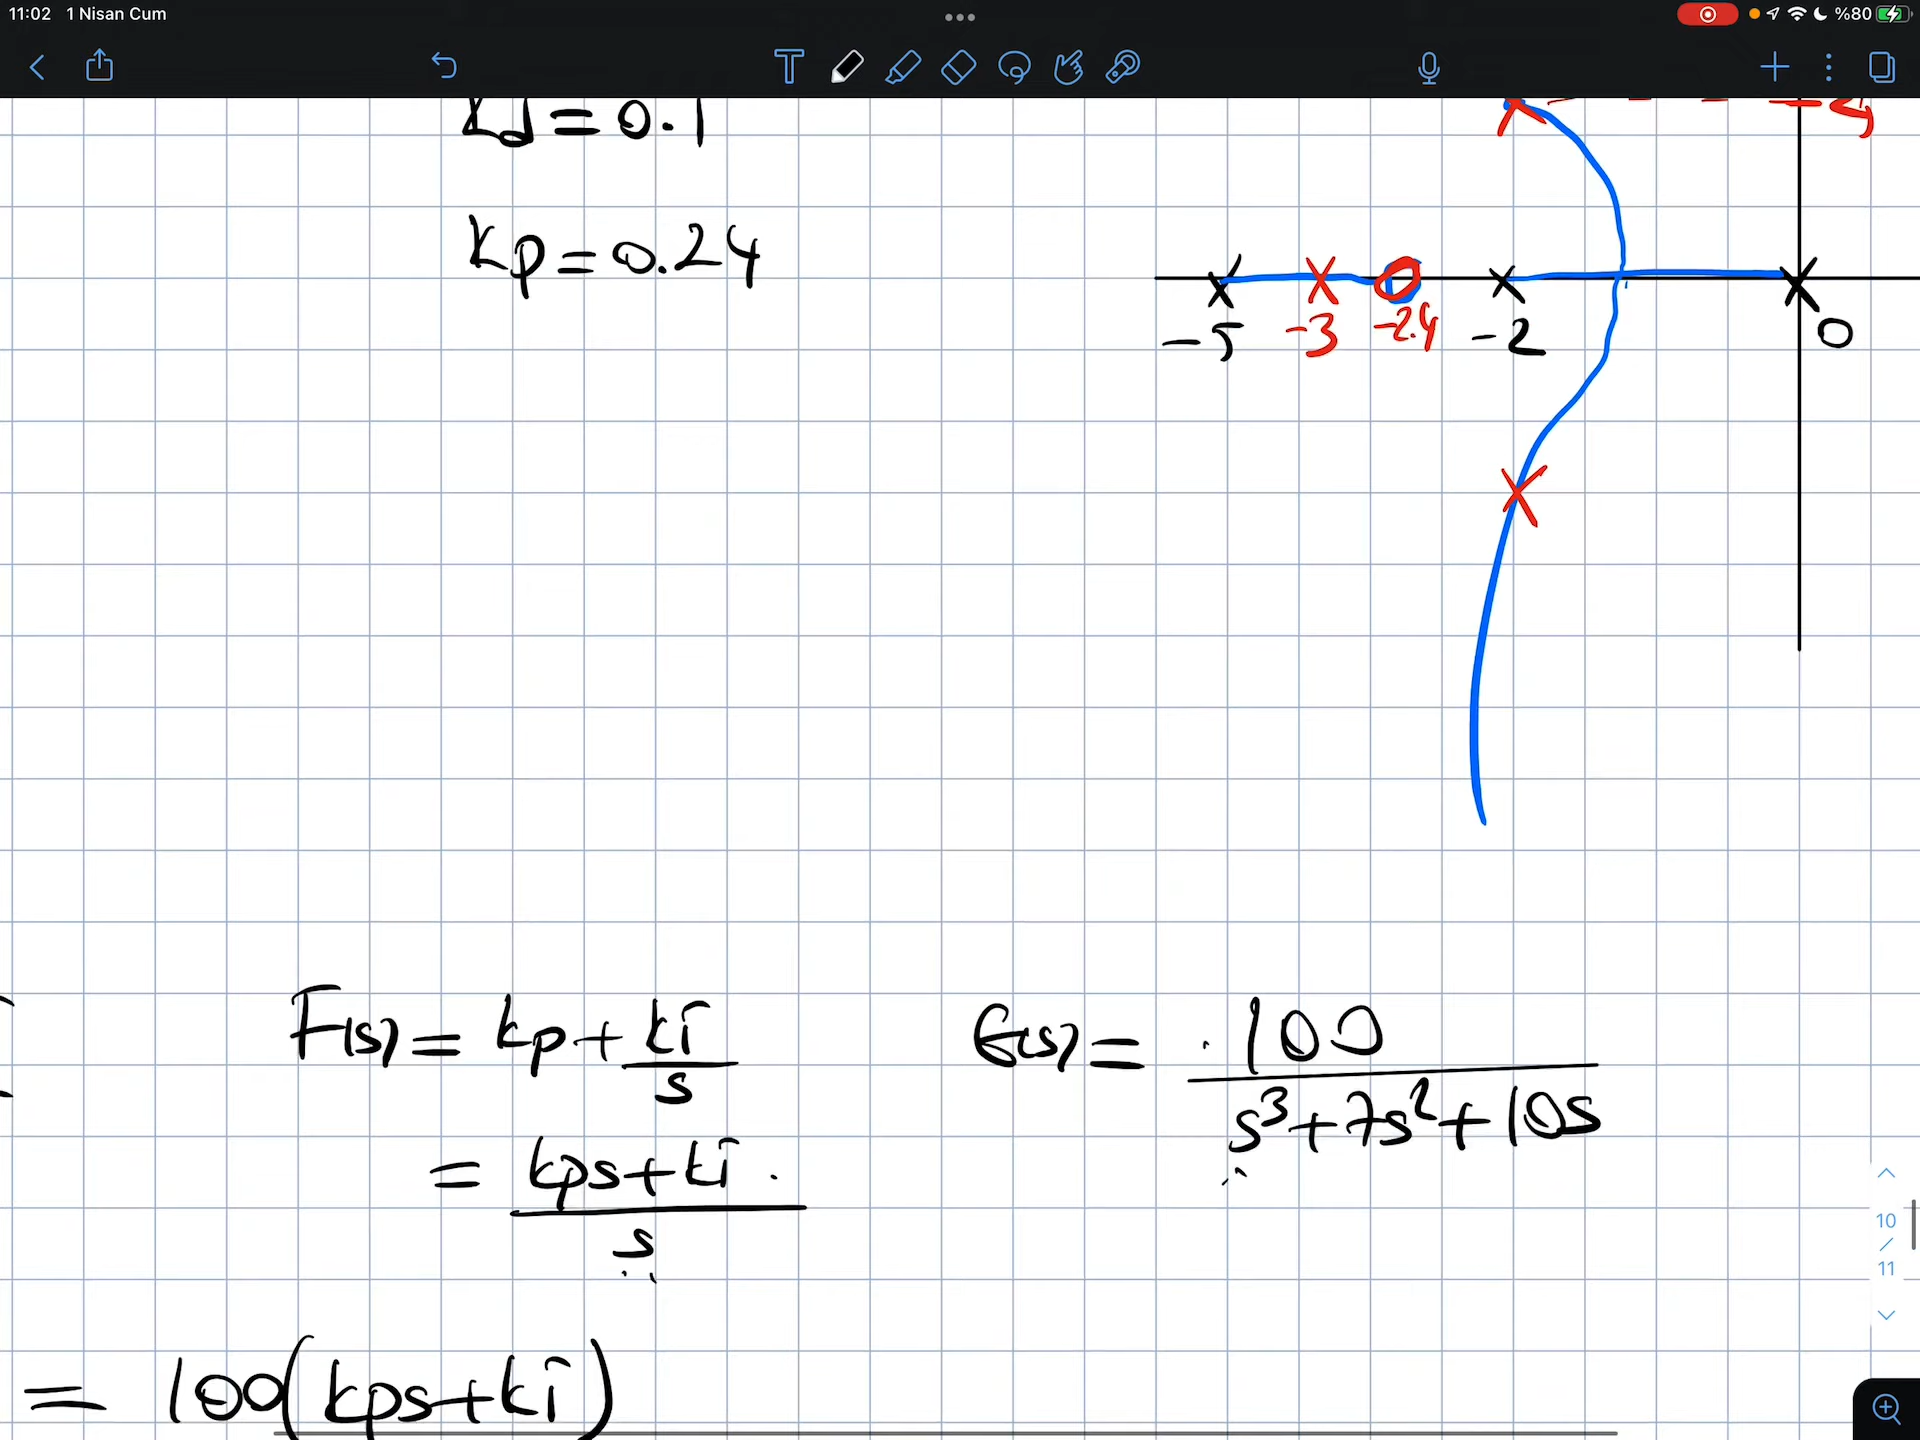 11:02 1 Nisan Cum
%80
kd = 0.1
kp = 0.24
-5 -3 -2.4 -2 0
F(s) = kp + ki/s
G(s) = 100/(s³+7s²+10s)
= (kps+ki)/s
10
/
11
= 100(kps+ki)